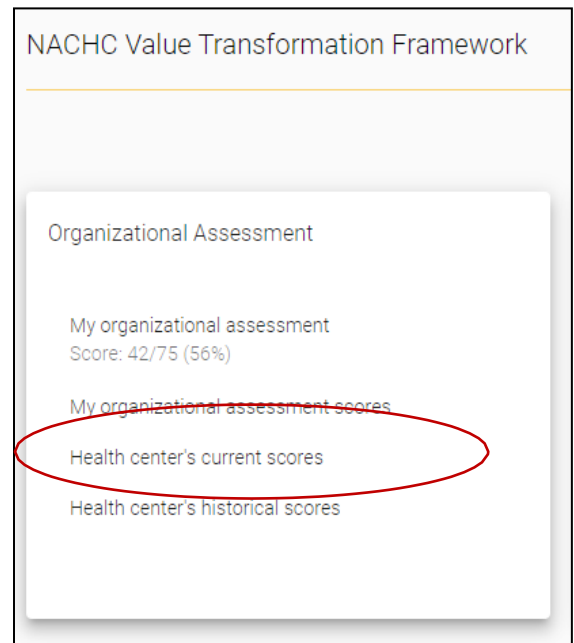 NACHC Value Transformation Framework
Organizational Assessment
My organizational assessment
Score: 42/75 (56%)
My organizational assessment scores
Health center's current scores
Health center's historical scores